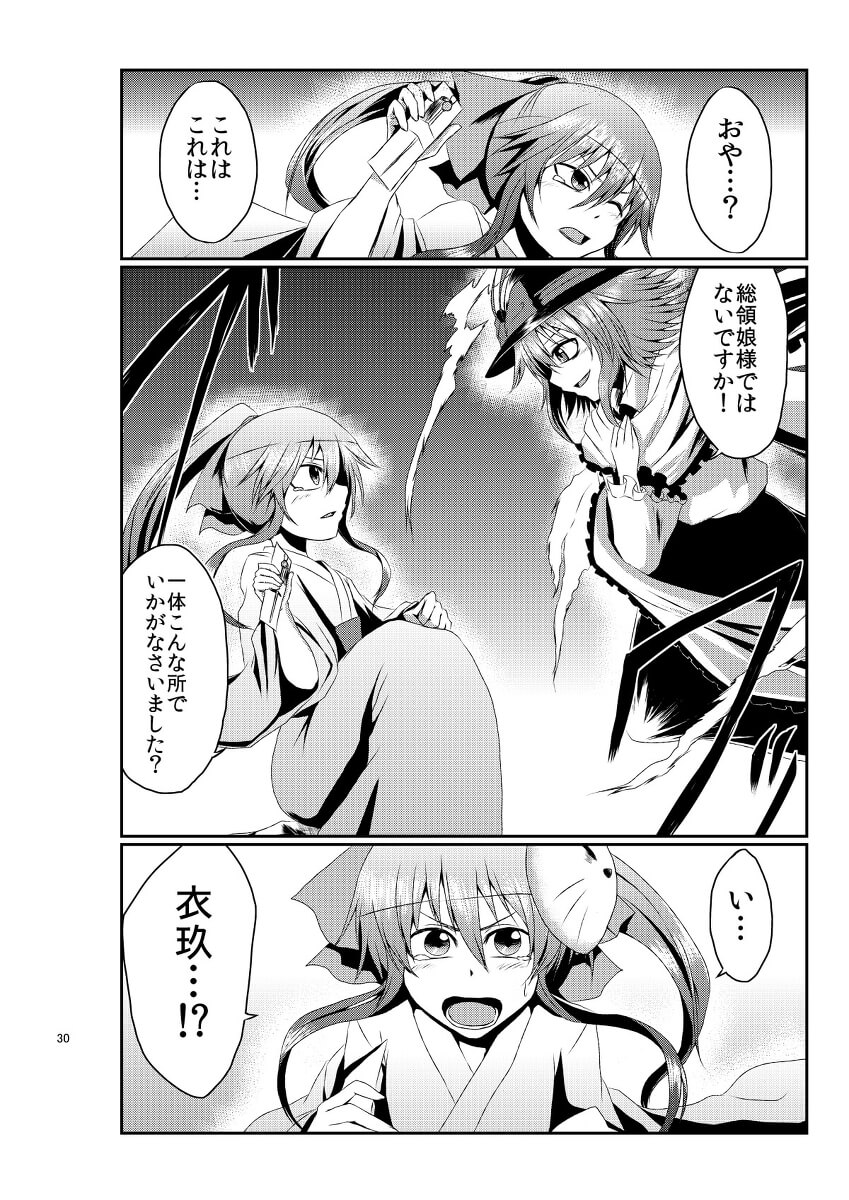 おや…？
これは
これは…
総領娘様では
ないですか！
一体こんな所で
いかがなさいました？
い…
衣玖…!?
30